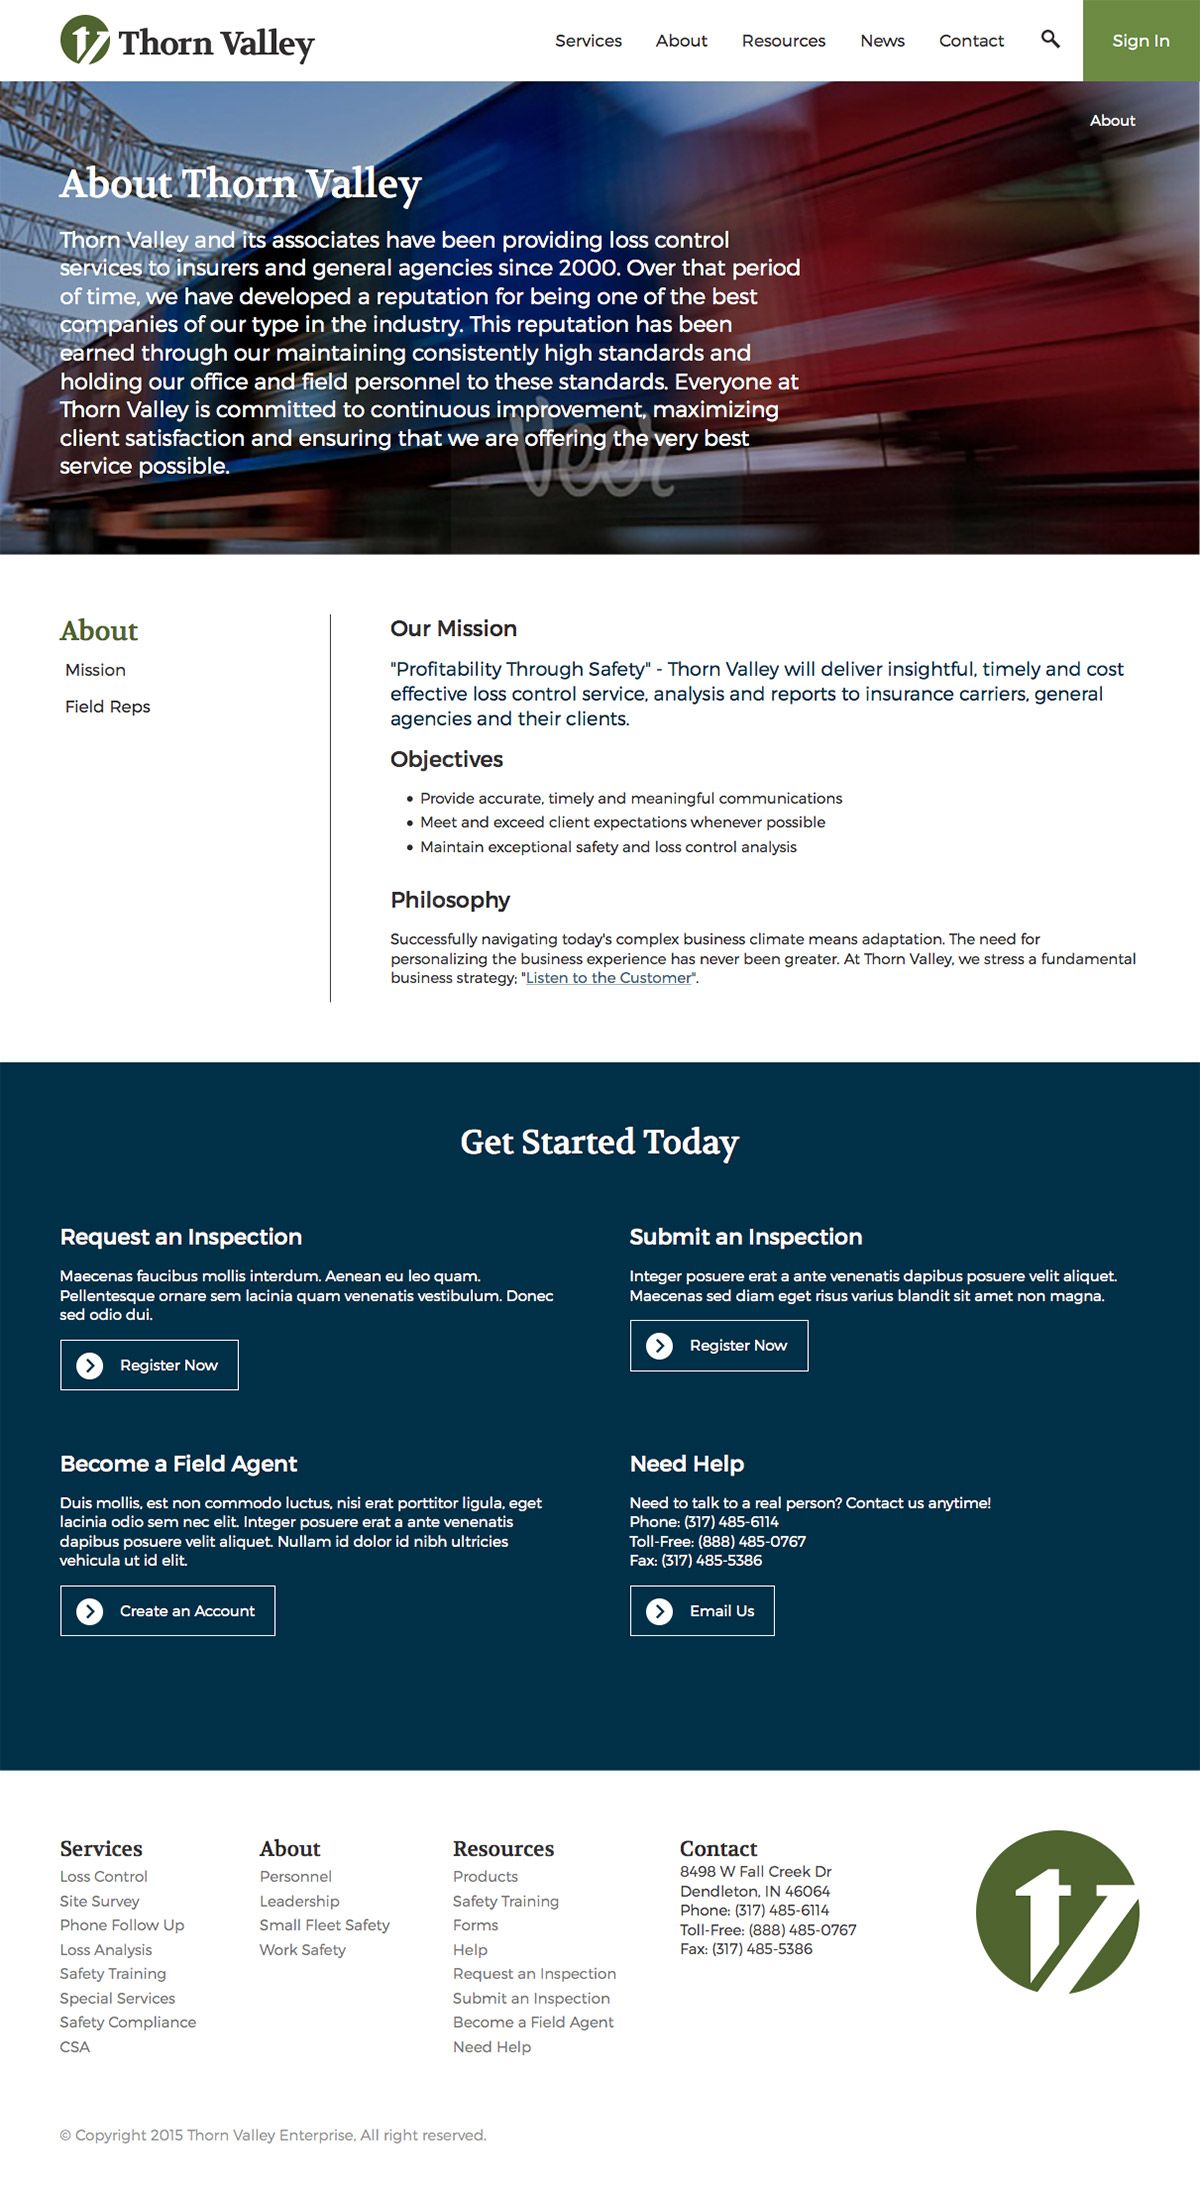 Thorn Valley
Services About Resources News Contact Sign In
About
About Thorn Valley
Thorn Valley and its associates have been providing loss control
services to insurers and general agencies since 2000. Over that period
of time, we have developed a reputation for being one of the best
companies of our type in the industry. This reputation has been
earned through our maintaining consistently high standards and
holding our office and field personnel to these standards. Everyone at
Thorn Valley is committed to continuous improvement, maximizing
client satisfaction and ensuring that we are offering the very best
service possible.
Veer
About
Mission
Field Reps
Our Mission
"Profitability Through Safety" - Thorn Valley will deliver insightful, timely and cost
effective loss control service, analysis and reports to insurance carriers, general
agencies and their clients.
Objectives
• Provide accurate, timely and meaningful communications
• Meet and exceed client expectations whenever possible
• Maintain exceptional safety and loss control analysis
Philosophy
Successfully navigating today's complex business climate means adaptation. The need for
personalizing the business experience has never been greater. At Thorn Valley, we stress a fundamental
business strategy; "Listen to the Customer".
Get Started Today
Request an Inspection
Maecenas faucibus mollis interdum. Aenean eu leo quam.
Pellentesque ornare sem lacinia quam venenatis vestibulum. Donec
sed odio dui.
Register Now
Submit an Inspection
Integer posuere erat a ante venenatis dapibus posuere velit aliquet.
Maecenas sed diam eget risus varius blandit sit amet non magna.
Register Now
Become a Field Agent
Duis mollis, est non commodo luctus, nisi erat porttitor ligula, eget
lacinia odio sem nec elit. Integer posuere erat a ante venenatis
dapibus posuere velit aliquet. Nullam id dolor id nibh ultricies
vehicula ut id elit.
Create an Account
Need Help
Need to talk to a real person? Contact us anytime!
Phone: (317) 485-6114
Toll-Free: (888) 485-0767
Fax: (317) 485-5386
Email Us
Services
Loss Control
Site Survey
Phone Follow Up
Loss Analysis
Safety Training
Special Services
Safety Compliance
CSA
About
Personnel
Leadership
Small Fleet Safety
Work Safety
Resources
Products
Safety Training
Forms
Help
Request an Inspection
Submit an Inspection
Become a Field Agent
Need Help
Contact
8498 W Fall Creek Dr
Dendleton, IN 46064
Phone: (317) 485-6114
Toll-Free: (888) 485-0767
Fax: (317) 485-5386
© Copyright 2015 Thorn Valley Enterprise, All right reserved.